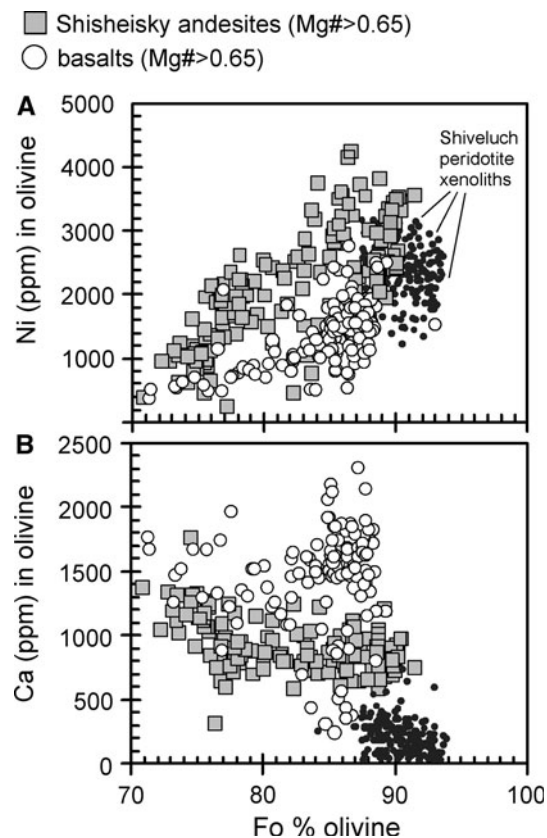 Shisheisky andesites (Mg#>0.65)
basalts (Mg#>0.65)
A
5000
4000
3000
2000
1000
Ni (ppm) in olivine
Shiveluch
peridotite
xenoliths
B
2500
2000
1500
1000
500
0
Ca (ppm) in olivine
70 80 90 100
Fo % olivine